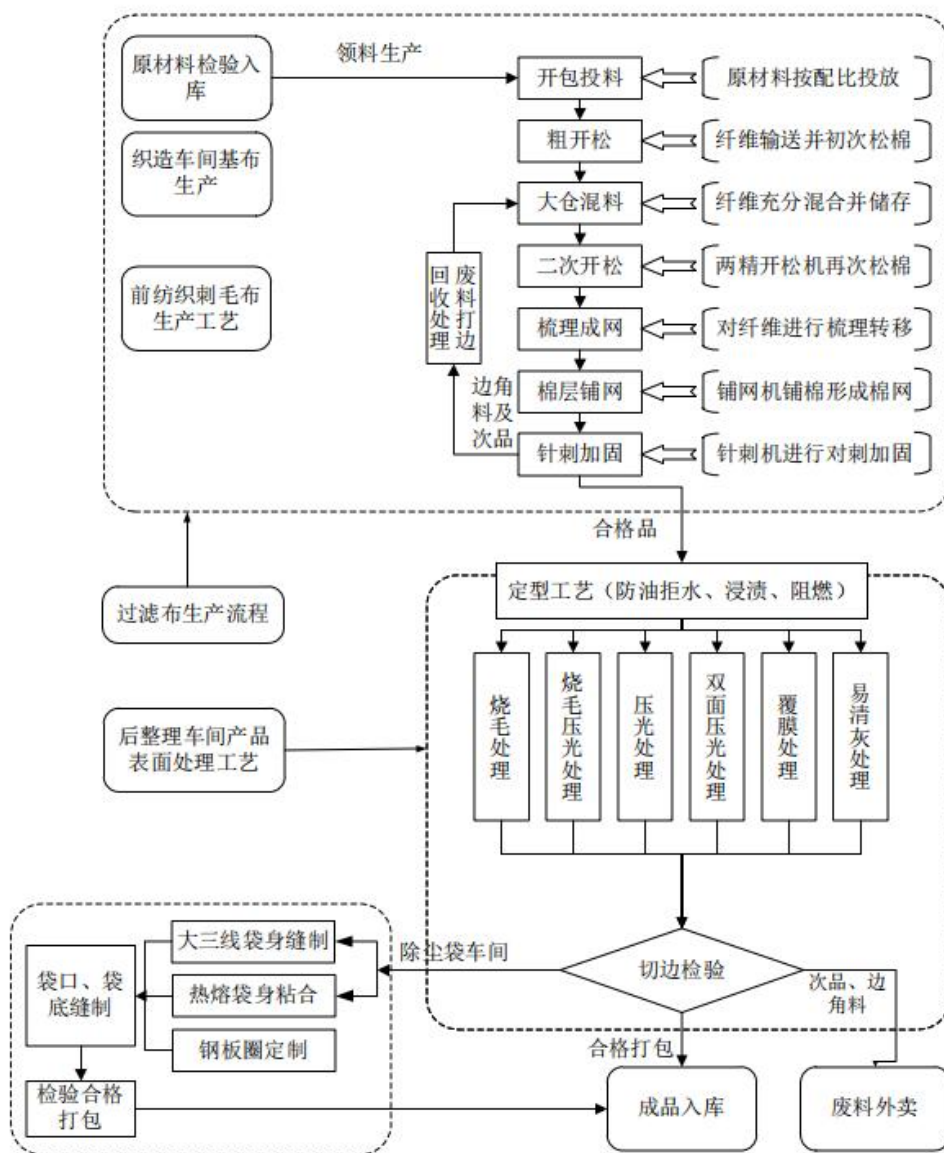 原材料检验入
库
领料生产
开包投料
原材料按配比投放
织造车间基布
生产
粗开松
纤维输送并初次松棉
大仓混料
纤维充分混合并储存
前纺织刺毛布
生产工艺
废料打边
回收处理
二次开松
两精开松机再次松棉
梳理成网
对纤维进行梳理转移
边角
料及
次品
棉层铺网
铺网机铺棉形成棉网
针刺加固
针刺机进行对刺加固
合格品
过滤布生产流程
定型工艺（防油拒水、浸渍、阻燃）
烧毛处理
烧毛压光处理
压光处理
双面压光处理
覆膜处理
易清灰处理
后整理车间产品
表面处理工艺
大三线袋身缝制
除尘袋车间
切边检验
次品、边
角料
袋口、袋
底缝制
热熔袋身粘合
钢板圈定制
合格打包
检验合格
打包
成品入库
废料外卖